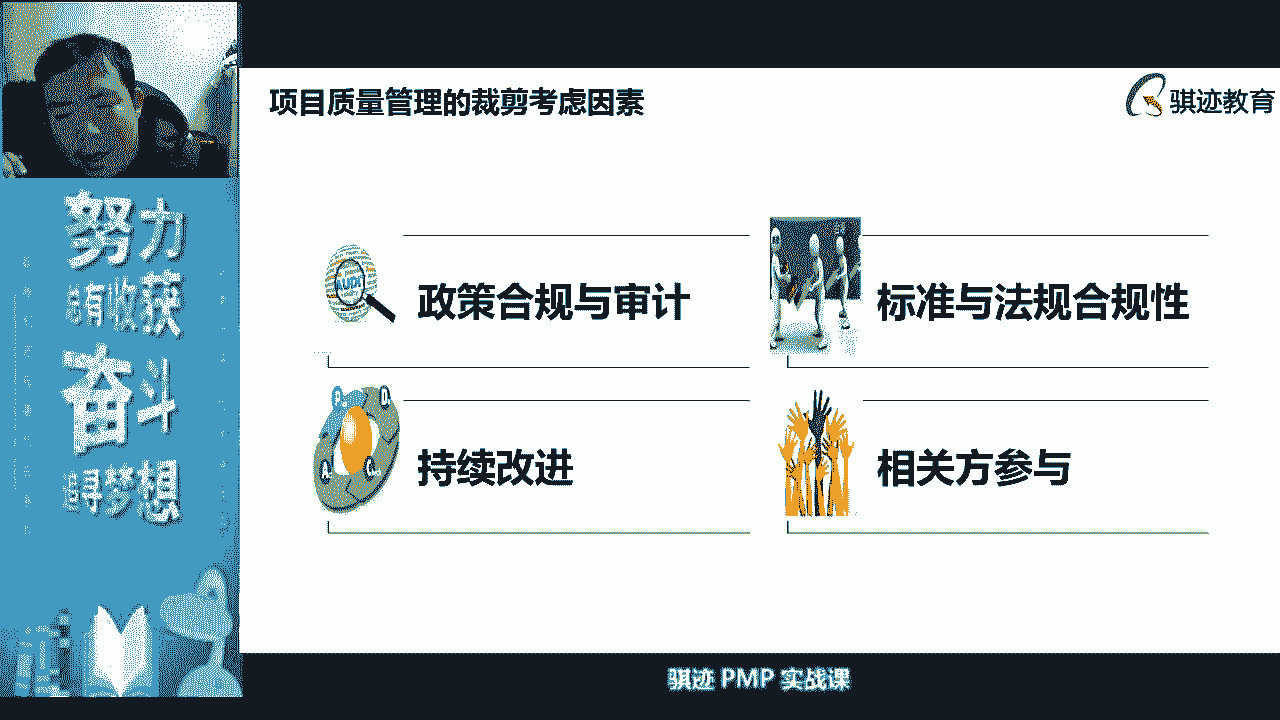 项目质量管理的裁剪考虑因素
骐迹教育
努力
有收获
奋斗
寻梦想
AUDIT
政策合规与审计
标准与法规合规性
P
D
A
C
持续改进
相关方参与
骐迹 PMP 实战课